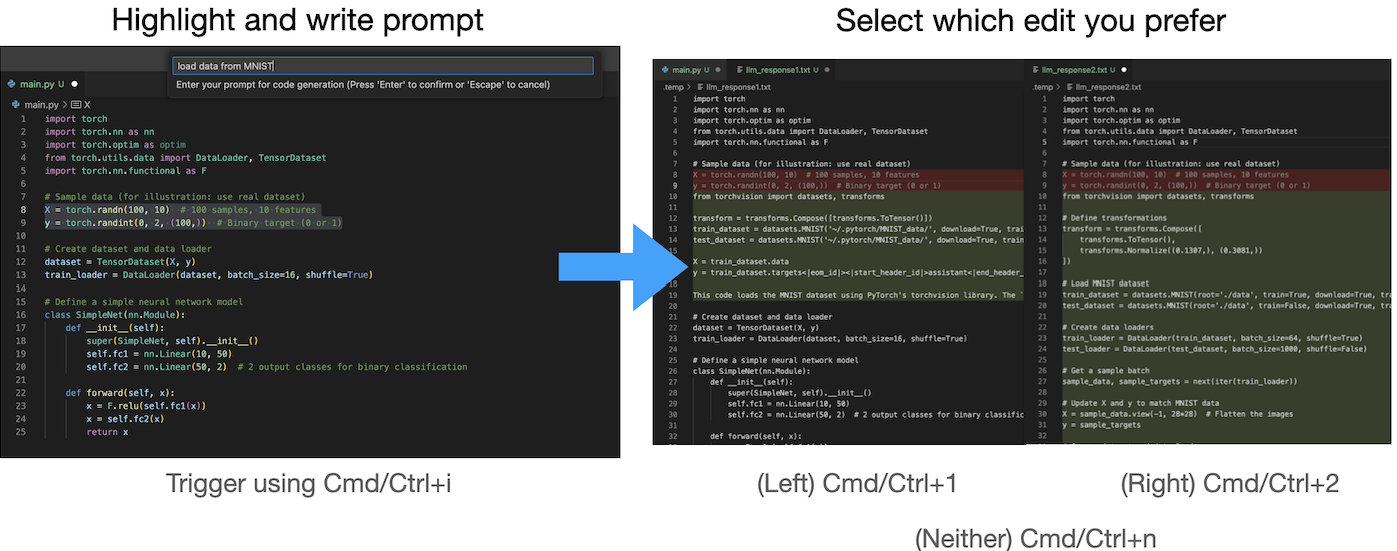 Highlight and write prompt
Select which edit you prefer
load data from MNIST
Enter your prompt for code generation (Press 'Enter' to confirm or 'Escape' to cancel)
main.py U
main.py > X
1 import torch
2 import torch.nn as nn
3 import torch.optim as optim
4 from torch.utils.data import DataLoader, TensorDataset
5 import torch.nn.functional as F
6
7 # Sample data (for illustration: use real dataset)
8 X = torch.randn(100, 10) # 100 samples, 10 features
9 y = torch.randint(0, 2, (100,)) # Binary target (0 or 1)
10
11 # Create dataset and data loader
12 dataset = TensorDataset(X, y)
13 train_loader = DataLoader(dataset, batch_size=16, shuffle=True)
14
15 # Define a simple neural network model
16 class SimpleNet(nn.Module):
17 def __init__(self):
18 super(SimpleNet, self).__init__()
19 self.fc1 = nn.Linear(10, 50)
20 self.fc2 = nn.Linear(50, 2) # 2 output classes for binary classification
21
22 def forward(self, x):
23 x = F.relu(self.fc1(x))
24 x = self.fc2(x)
25 return x
Trigger using Cmd/Ctrl+i
main.py U
llm_response1.txt U
.temp > llm_response1.txt
1 import torch
2 import torch.nn as nn
3 import torch.optim as optim
4 from torch.utils.data import DataLoader, TensorDataset
5 import torch.nn.functional as F
6
7 # Sample data (for illustration: use real dataset)
8 X = torch.randn(100, 10) # 100 samples, 10 features
9 y = torch.randint(0, 2, (100,)) # Binary target (0 or 1)
10 from torchvision import datasets, transforms
11
12 transform = transforms.Compose([transforms.ToTensor()])
13 train_dataset = datasets.MNIST('~/.pytorch/MNIST_data/', download=True, trai
14 test_dataset = datasets.MNIST('~/.pytorch/MNIST_data/', download=True, train
15
16 X = train_dataset.data
17 y = train_dataset.targets<|eom_id|><|start_header_id|>assistant<|end_header_
18
19 This code loads the MNIST dataset using PyTorch's torchvision library. The `
20
21 # Create dataset and data loader
22 dataset = TensorDataset(X, y)
23 train_loader = DataLoader(dataset, batch_size=16, shuffle=True)
24
25 # Define a simple neural network model
26 class SimpleNet(nn.Module):
27 def __init__(self):
28 super(SimpleNet, self).__init__()
29 self.fc1 = nn.Linear(10, 50)
30 self.fc2 = nn.Linear(50, 2) # 2 output classes for binary classific
31
32 def forward(self, x):
llm_response2.txt U
.temp > llm_response2.txt
1 import torch
2 import torch.nn as nn
3 import torch.optim as optim
4 from torch.utils.data import DataLoader, TensorDataset
5 import torch.nn.functional as F
6
7 # Sample data (for illustration: use real dataset)
8 X = torch.randn(100, 10) # 100 samples, 10 features
9 y = torch.randint(0, 2, (100,)) # Binary target (0 or 1)
10 from torchvision import datasets, transforms
11
12 # Define transformations
13 transform = transforms.Compose([
14 transforms.ToTensor(),
15 transforms.Normalize((0.1307,), (0.3081,))
16 ])
17
18 # Load MNIST dataset
19 train_dataset = datasets.MNIST(root='./data', train=True, download=True, tra
20 test_dataset = datasets.MNIST(root='./data', train=False, download=True, tra
21
22 # Create data loaders
23 train_loader = DataLoader(train_dataset, batch_size=64, shuffle=True)
24 test_loader = DataLoader(test_dataset, batch_size=1000, shuffle=False)
25
26 # Get a sample batch
27 sample_data, sample_targets = next(iter(train_loader))
28
29 # Update X and y to match MNIST data
30 X = sample_data.view(-1, 28*28) # Flatten the images
31 y = sample_targets
32
(Left) Cmd/Ctrl+1
(Right) Cmd/Ctrl+2
(Neither) Cmd/Ctrl+n